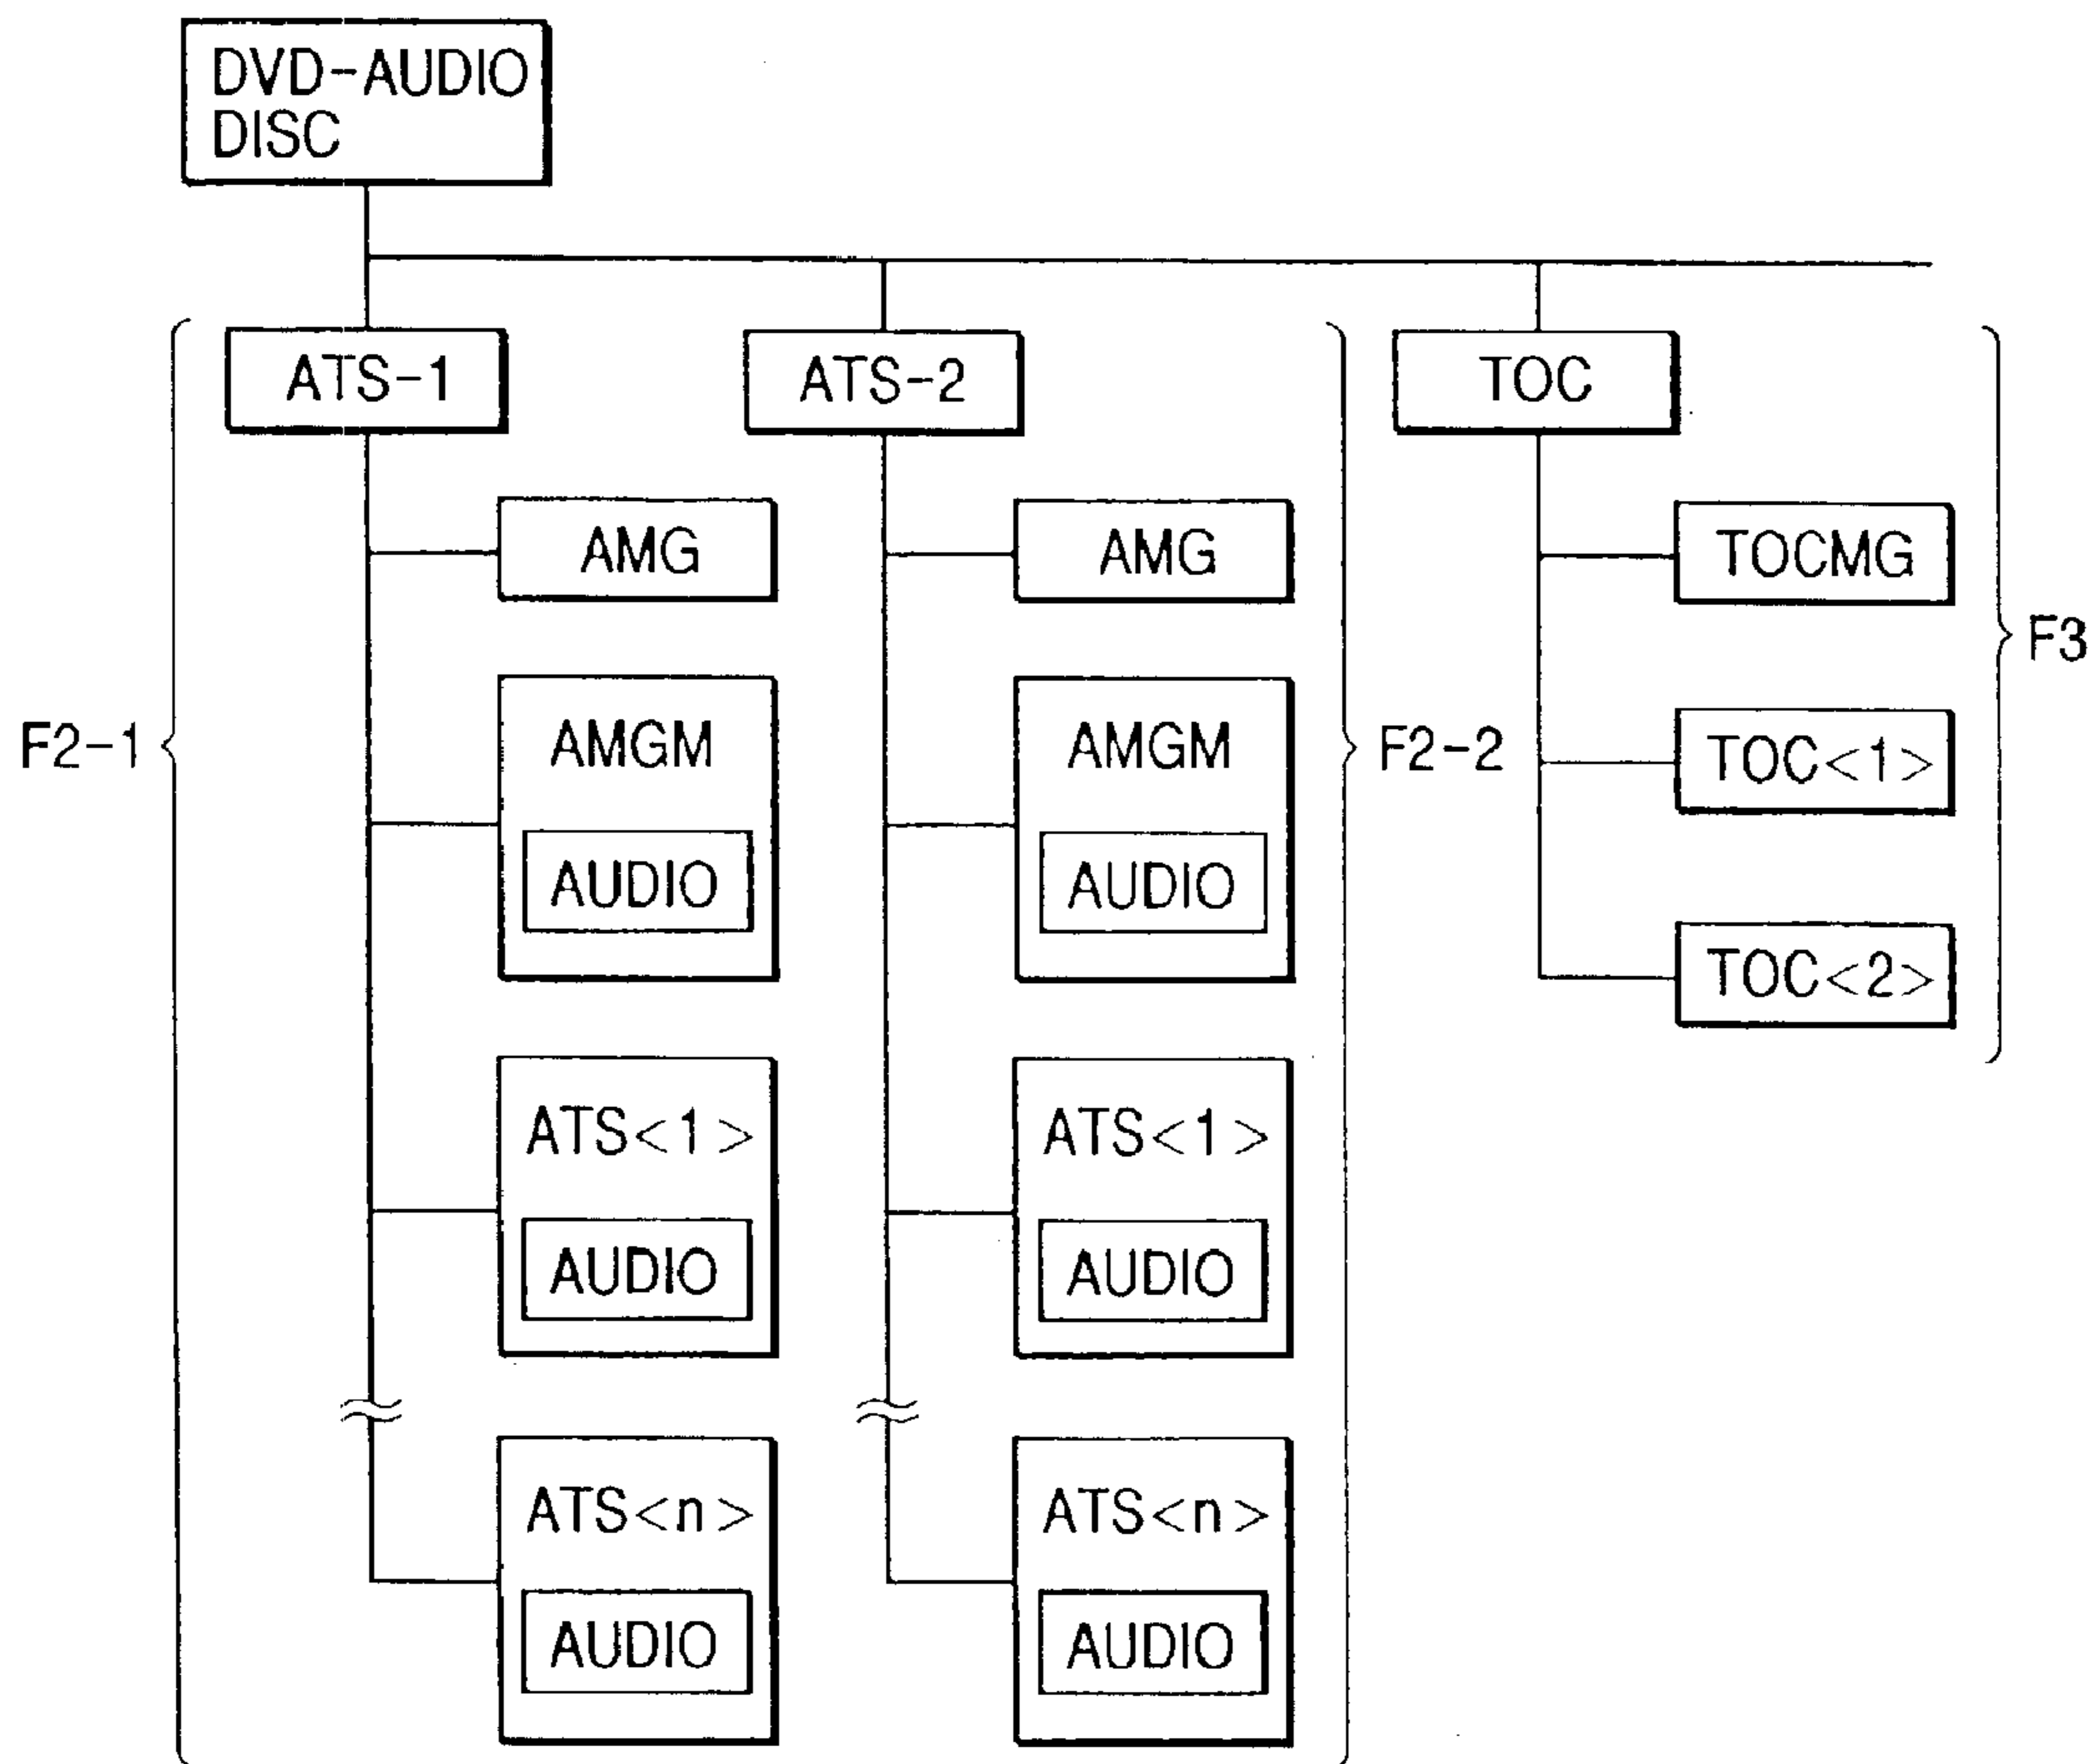 DVD-AUDIO
DISC
ATS-1
ATS-2
TOC
AMG
AMG
TOCMG
F3
F2-1
AMGM
AUDIO
AMGM
AUDIO
F2-2
TOC<1>
TOC<2>
ATS<1>
AUDIO
ATS<1>
AUDIO
ATS<n>
AUDIO
ATS<n>
AUDIO